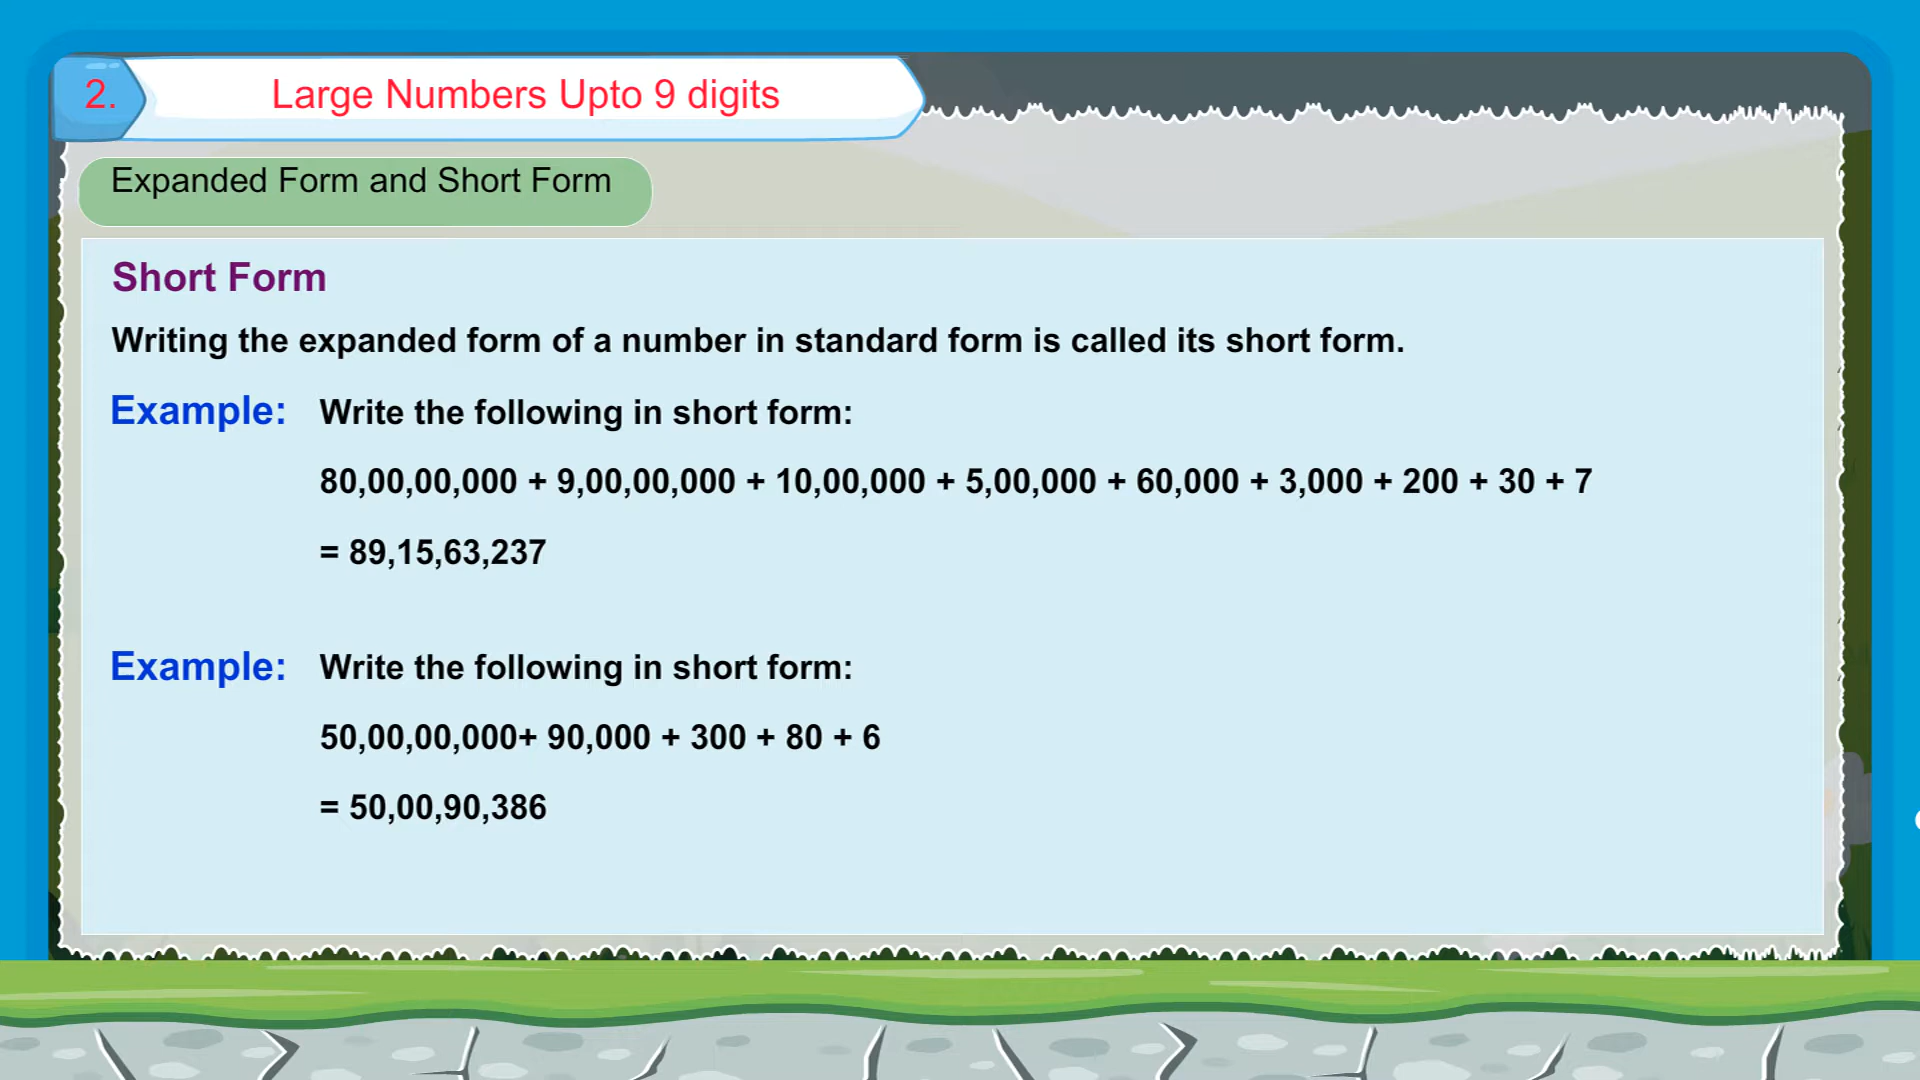 2. Large Numbers Upto 9 digits
Expanded Form and Short Form
Short Form
Writing the expanded form of a number in standard form is called its short form.
Example: Write the following in short form:
80,00,00,000 + 9,00,00,000 + 10,00,000 + 5,00,000 + 60,000 + 3,000 + 200 + 30 + 7
= 89,15,63,237
Example: Write the following in short form:
50,00,00,000+ 90,000 + 300 + 80 + 6
= 50,00,90,386